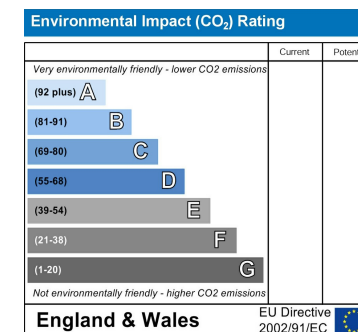 Environmental Impact (CO₂) Rating
Current Potent
Very environmentally friendly - lower CO2 emissions
(92 plus) A
(81-91) B
(69-80) C
(55-68) D
(39-54) E
(21-38) F
(1-20) G
Not environmentally friendly - higher CO2 emissions
England & Wales
EU Directive
2002/91/EC